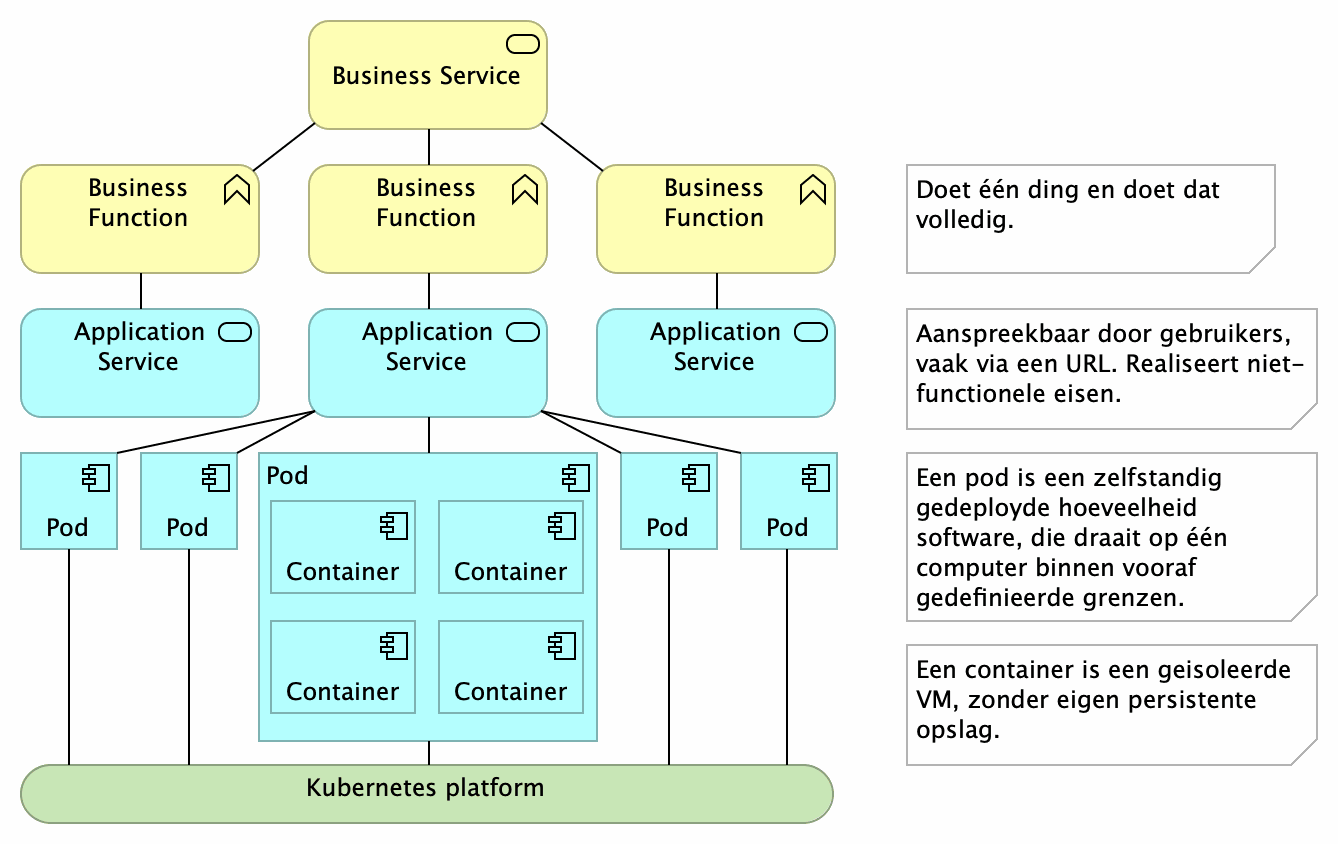 Business Service
Business
Function
Business
Function
Business
Function
Doet één ding en doet dat
volledig.
Application
Service
Application
Service
Application
Service
Aanspreekbaar door gebruikers,
vaak via een URL. Realiseert niet-
functionele eisen.
Pod
Pod
Pod
Container
Container
Container
Container
Pod
Pod
Een pod is een zelfstandig
gedeployde hoeveelheid
software, die draait op één
computer binnen vooraf
gedefinieerde grenzen.
Een container is een geisoleerde
VM, zonder eigen persistente
opslag.
Kubernetes platform